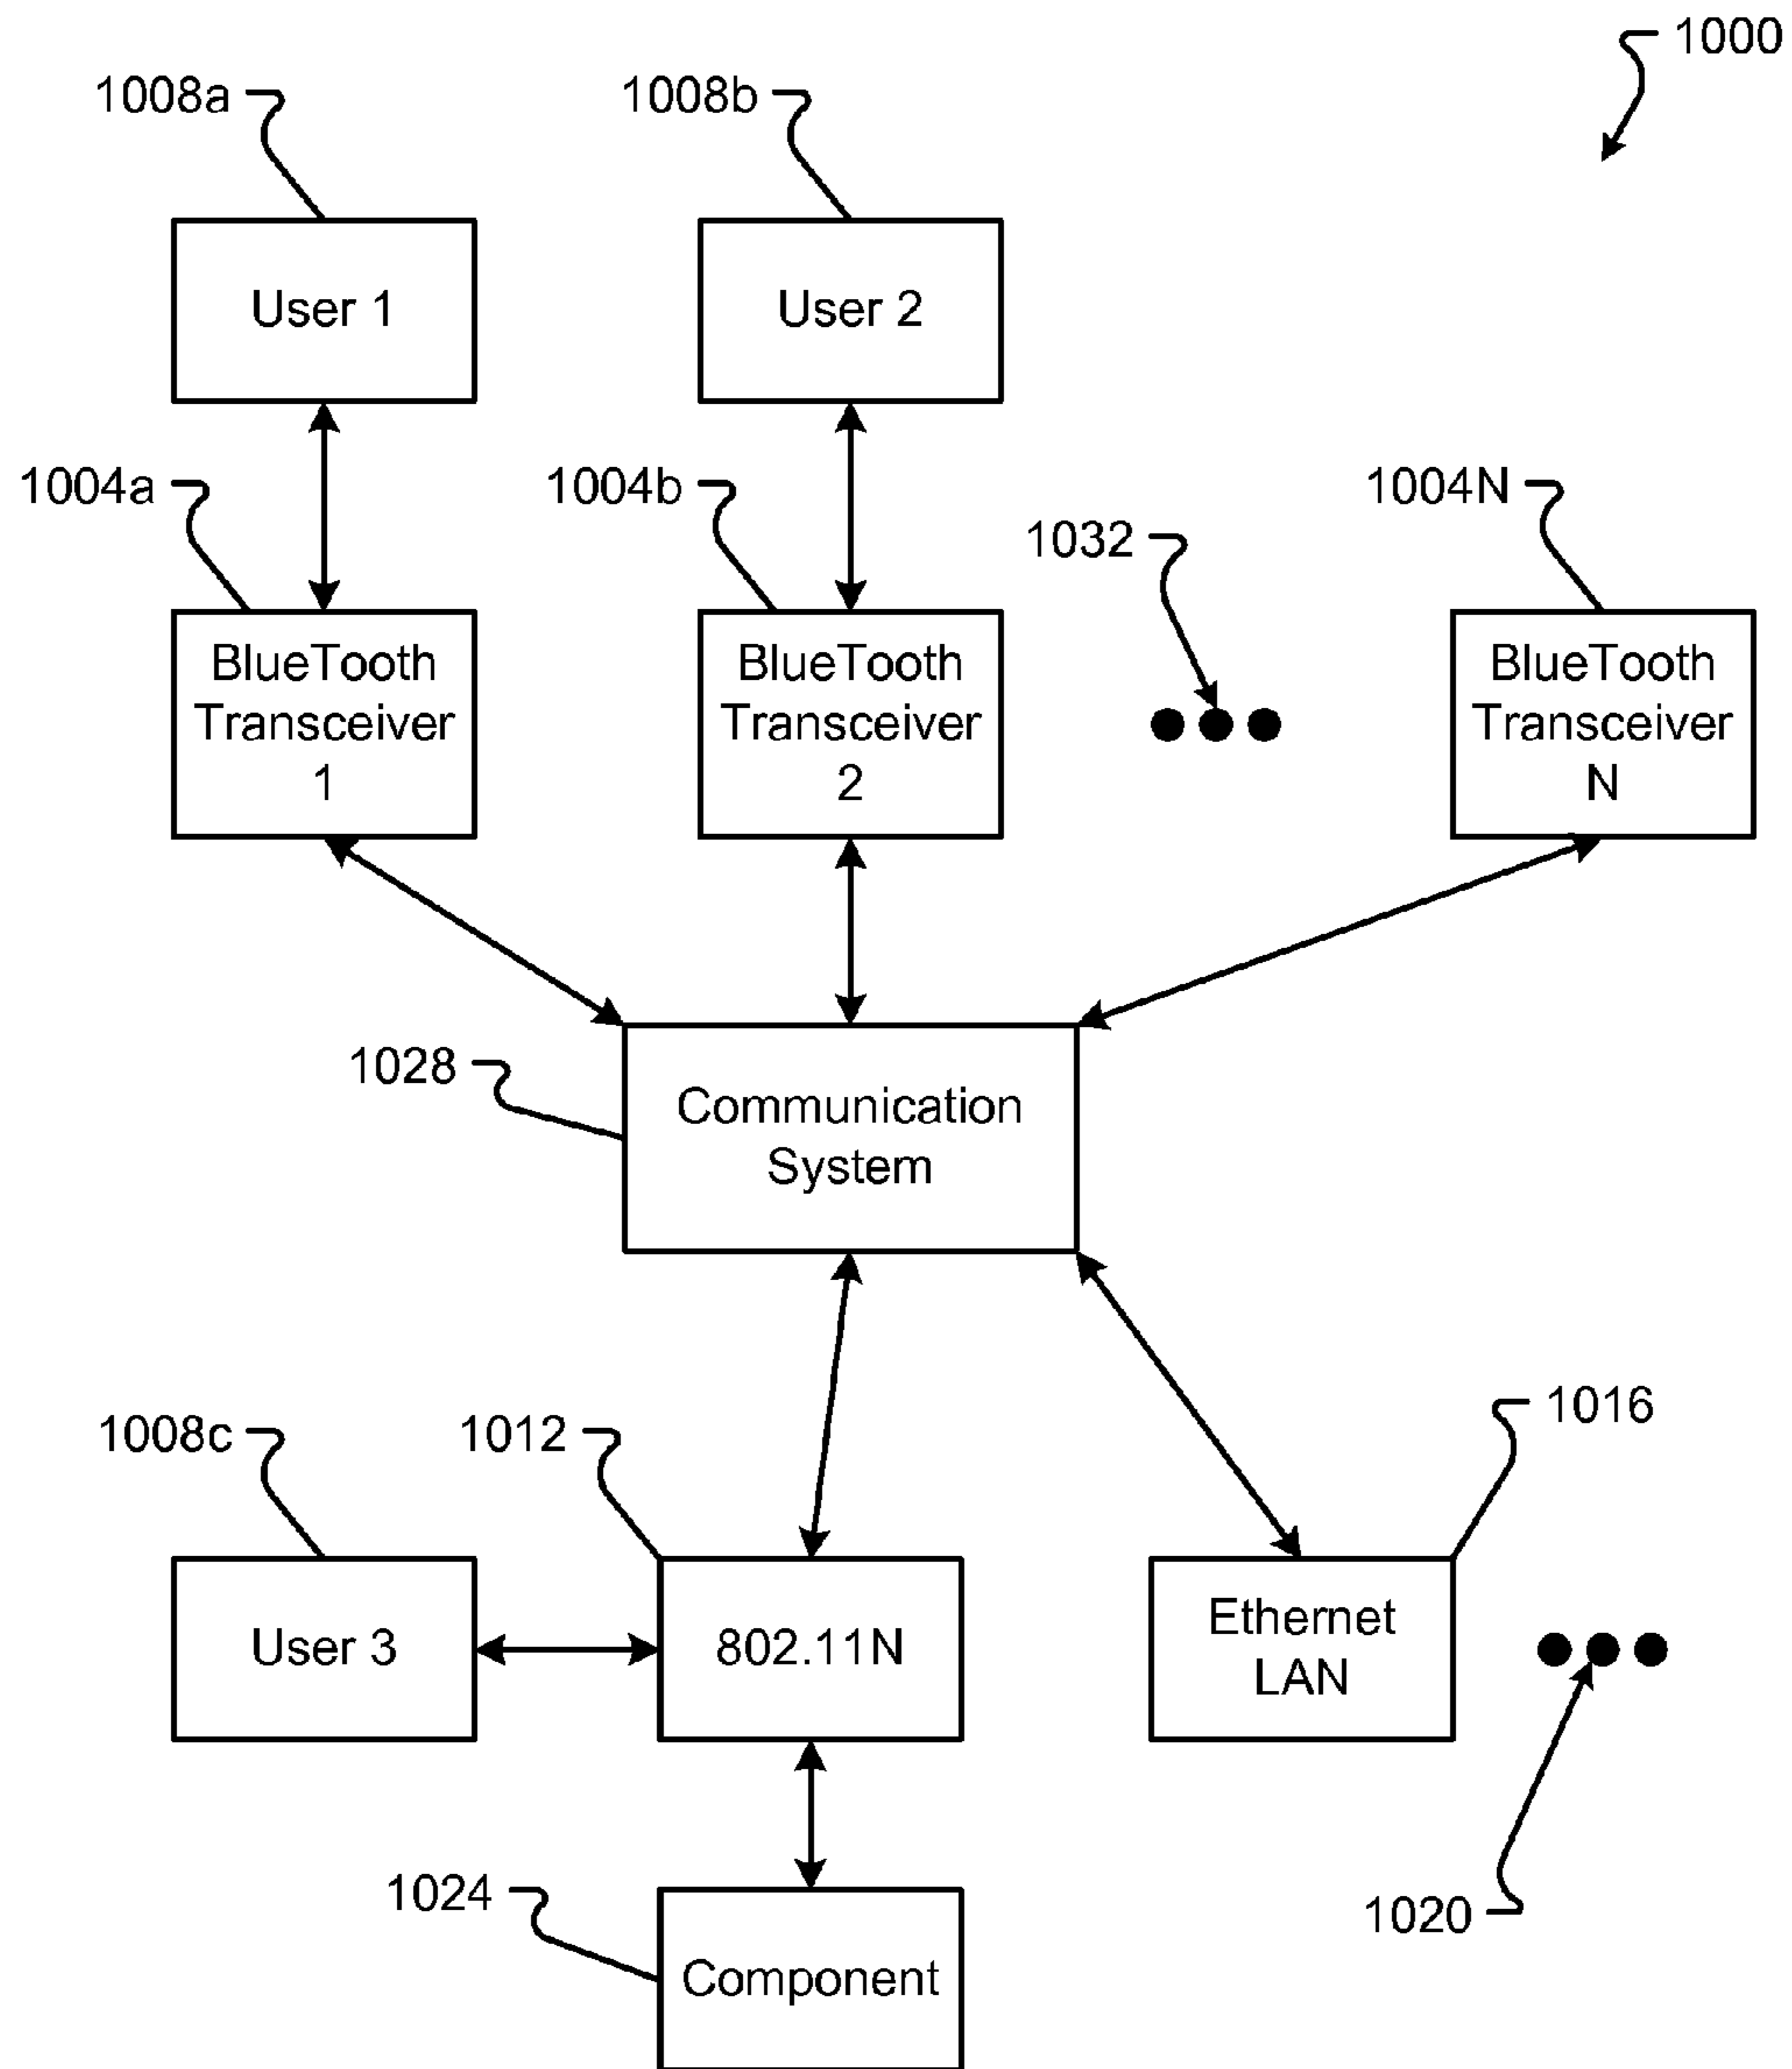 1000
1008a
1008b
User 1
User 2
1004a
1004b
1004N
1032
BlueTooth
Transceiver
1
BlueTooth
Transceiver
2
BlueTooth
Transceiver
N
1028
Communication
System
1008c
1012
1016
User 3
802.11N
Ethernet
LAN
1024
1020
Component